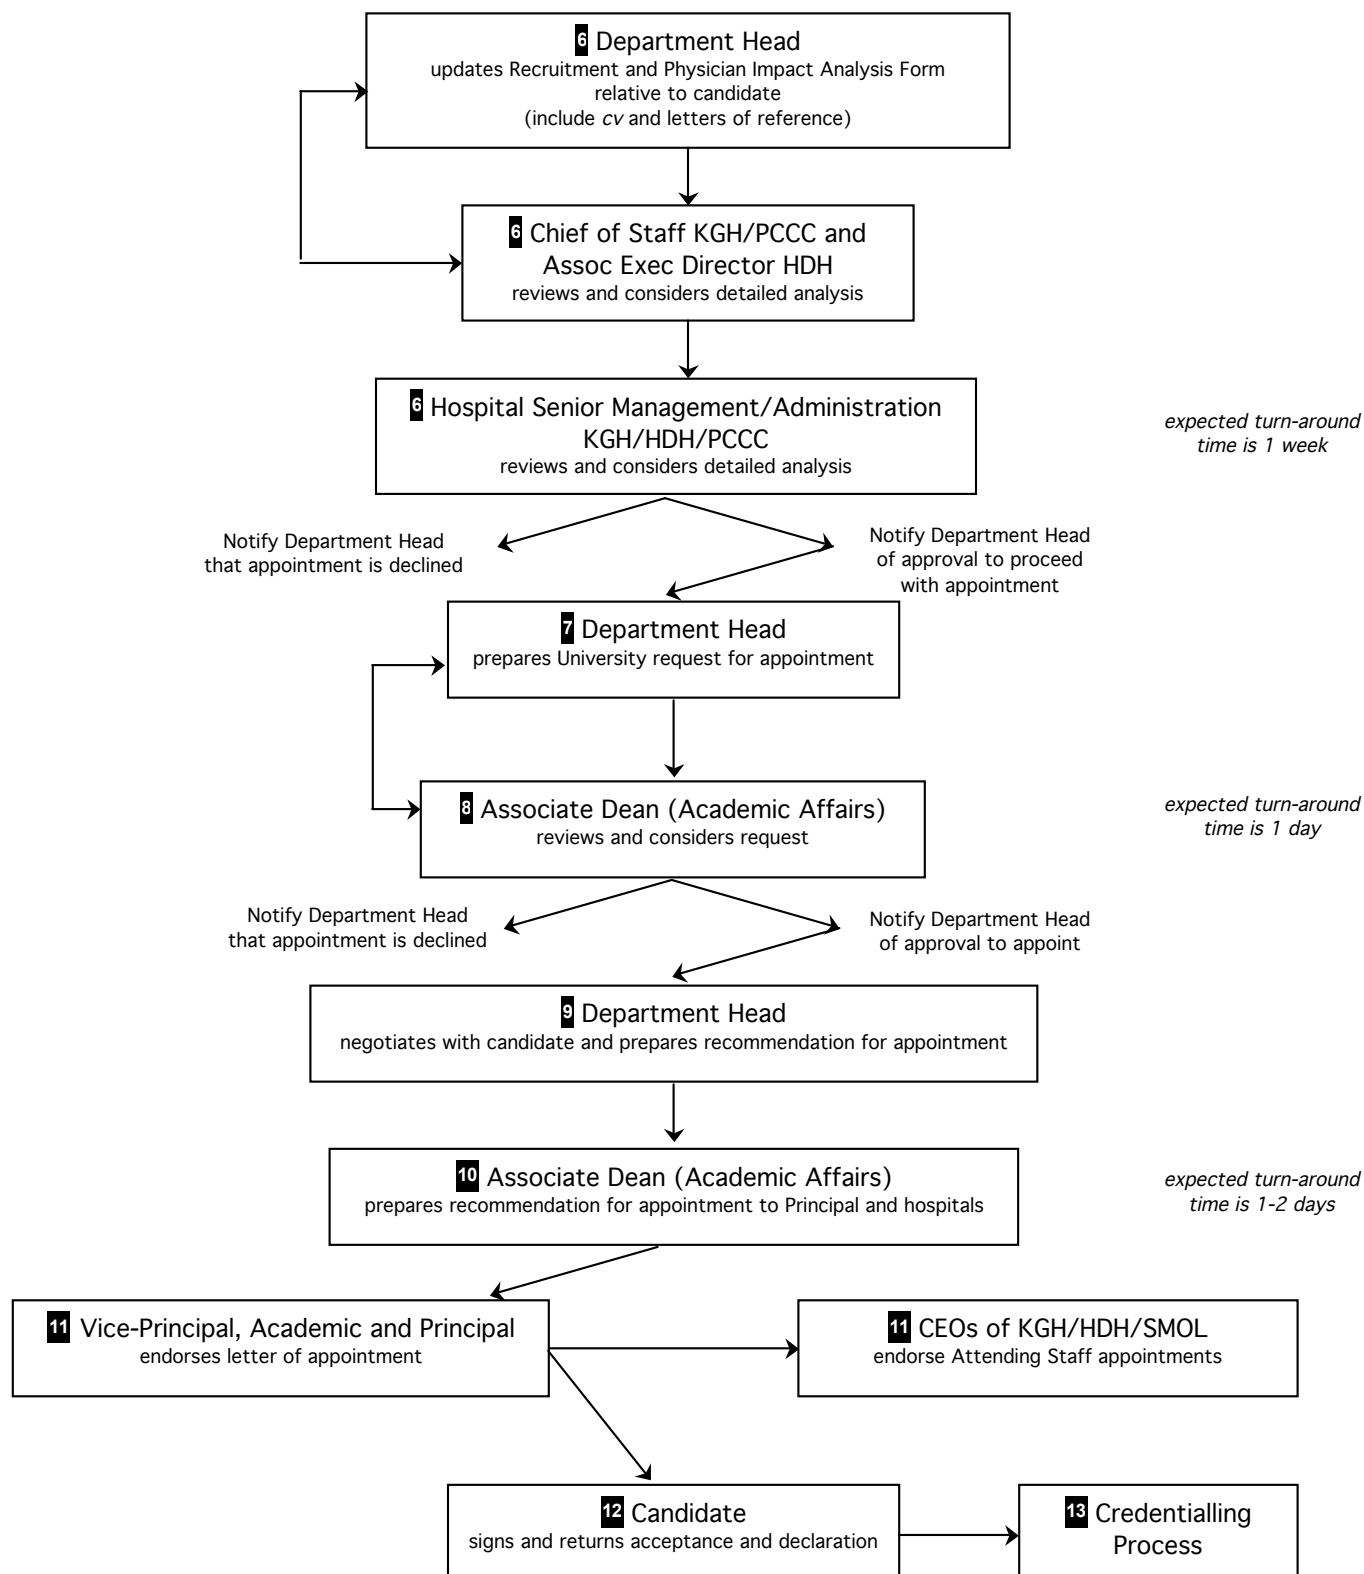 6 Department Head
updates Recruitment and Physician Impact Analysis Form
relative to candidate
(include cv and letters of reference)
6 Chief of Staff KGH/PCCC and
Assoc Exec Director HDH
reviews and considers detailed analysis
6 Hospital Senior Management/Administration
KGH/HDH/PCCC
reviews and considers detailed analysis
expected turn-around
time is 1 week
Notify Department Head
that appointment is declined
Notify Department Head
of approval to proceed
with appointment
7 Department Head
prepares University request for appointment
8 Associate Dean (Academic Affairs)
reviews and considers request
expected turn-around
time is 1 day
Notify Department Head
that appointment is declined
Notify Department Head
of approval to appoint
9 Department Head
negotiates with candidate and prepares recommendation for appointment
10 Associate Dean (Academic Affairs)
prepares recommendation for appointment to Principal and hospitals
expected turn-around
time is 1-2 days
11 Vice-Principal, Academic and Principal
endorses letter of appointment
11 CEOs of KGH/HDH/SMOL
endorse Attending Staff appointments
12 Candidate
signs and returns acceptance and declaration
13 Credentialling
Process